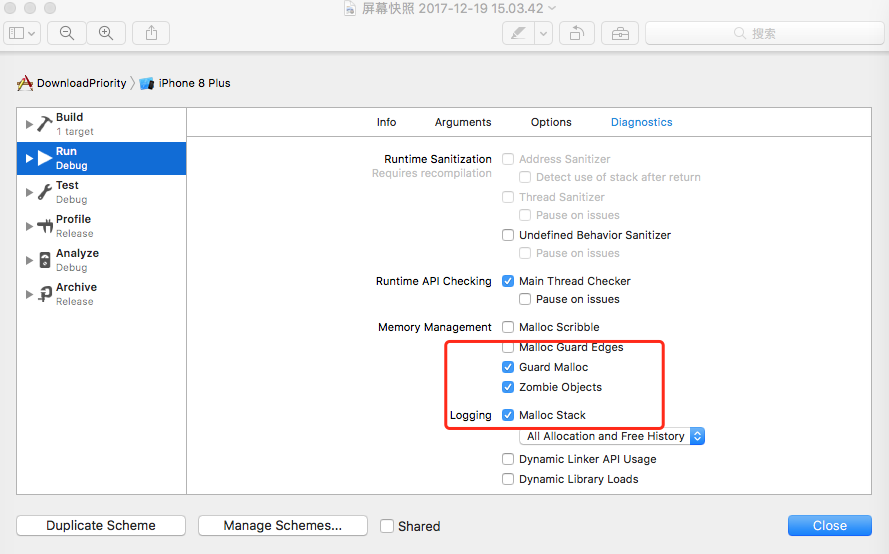 屏幕快照 2017-12-19 15.03.42
搜索
DownloadPriority iPhone 8 Plus
Build
1 target
Run
Debug
Test
Debug
Profile
Release
Analyze
Debug
Archive
Release
Info Arguments Options Diagnostics
Runtime Sanitization Address Sanitizer
Requires recompilation Detect use of stack after return
Thread Sanitizer
Pause on issues
Undefined Behavior Sanitizer
Pause on issues
Runtime API Checking Main Thread Checker
Pause on issues
Memory Management Malloc Scribble
Malloc Guard Edges
Guard Malloc
Zombie Objects
Logging Malloc Stack
All Allocation and Free History
Dynamic Linker API Usage
Dynamic Library Loads
Duplicate Scheme Manage Schemes... Shared Close